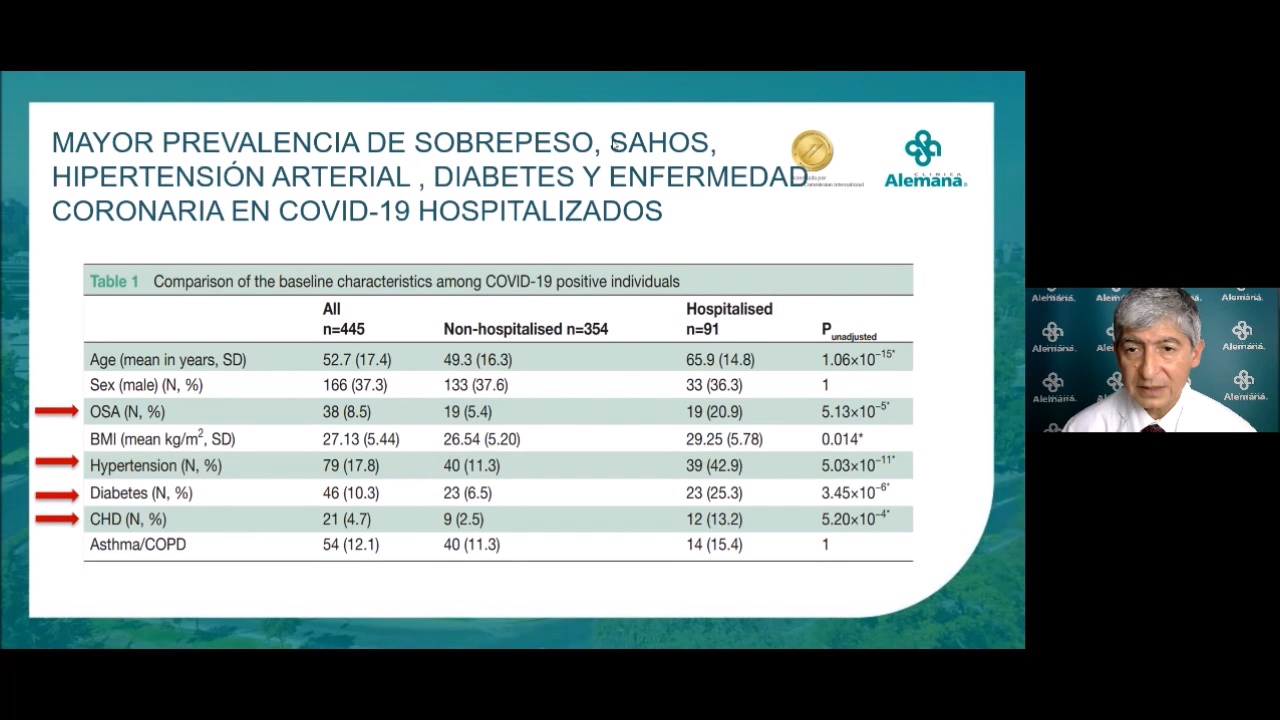 MAYOR PREVALENCIA DE SOBREPESO, SAHOS,
HIPERTENSIÓN ARTERIAL , DIABETES Y ENFERMEDAD
CORONARIA EN COVID-19 HOSPITALIZADOS
CLINICA
Alemana
Table 1 Comparison of the baseline characteristics among COVID-19 positive individuals
All n=445 Non-hospitalised n=354 Hospitalised n=91 P unadjusted
Age (mean in years, SD) 52.7 (17.4) 49.3 (16.3) 65.9 (14.8) 1.06×10⁻¹⁵*
Sex (male) (N, %) 166 (37.3) 133 (37.6) 33 (36.3) 1
OSA (N, %) 38 (8.5) 19 (5.4) 19 (20.9) 5.13×10⁻⁵*
BMI (mean kg/m², SD) 27.13 (5.44) 26.54 (5.20) 29.25 (5.78) 0.014*
Hypertension (N, %) 79 (17.8) 40 (11.3) 39 (42.9) 5.03×10⁻¹¹*
Diabetes (N, %) 46 (10.3) 23 (6.5) 23 (25.3) 3.45×10⁻⁶*
CHD (N, %) 21 (4.7) 9 (2.5) 12 (13.2) 5.20×10⁻⁴*
Asthma/COPD 54 (12.1) 40 (11.3) 14 (15.4) 1
Alemana. Alemana.
Alemana. Alemana.
Alemana. Alemana.